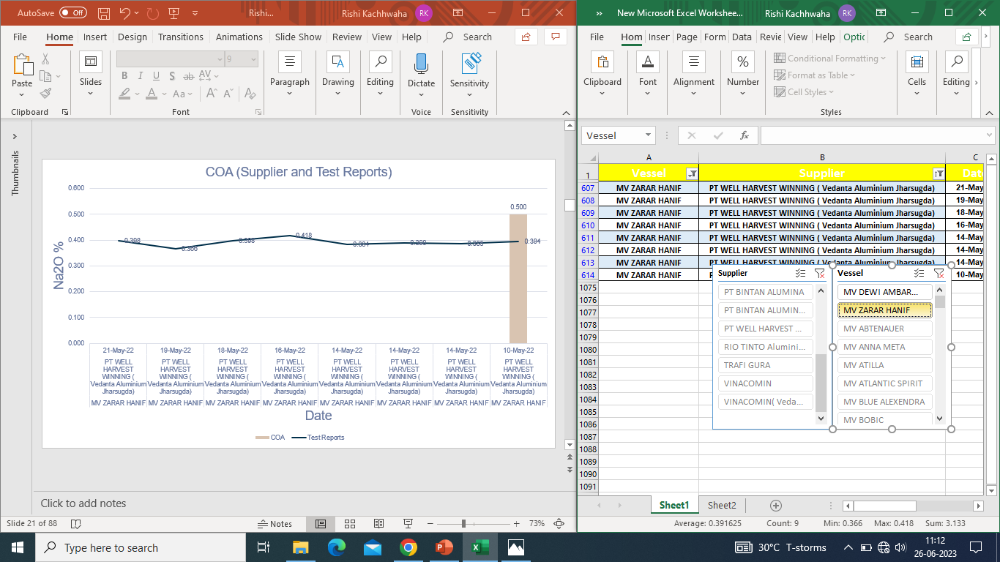 AutoSave Off Rishi... Rishi Kachhwaha RK
File Home Insert Design Transitions Animations Slide Show Review View Help Search
Paste Slides 9 Paragraph Drawing Editing Dictate Sensitivity
B I U S ab AV
A Aa A A A
Clipboard Font Voice Sensitivity
Thumbnails
COA (Supplier and Test Reports)
Na2O %
0.600
0.500
0.400
0.300
0.200
0.100
0.000
0.500
0.398 0.366 0.398 0.418 0.384 0.385 0.394
21-May-22 19-May-22 18-May-22 16-May-22 14-May-22 14-May-22 14-May-22 10-May-22
PT WELL PT WELL PT WELL PT WELL PT WELL PT WELL PT WELL PT WELL
HARVEST HARVEST HARVEST HARVEST HARVEST HARVEST HARVEST HARVEST
WINNING ( WINNING ( WINNING ( WINNING ( WINNING ( WINNING ( WINNING ( WINNING (
Vedanta Aluminium Vedanta Aluminium Vedanta Aluminium Vedanta Aluminium Vedanta Aluminium Vedanta Aluminium Vedanta Aluminium Vedanta Aluminium
Jharsugda) Jharsugda) Jharsugda) Jharsugda) Jharsugda) Jharsugda) Jharsugda) Jharsugda)
MV ZARAR HANIF MV ZARAR HANIF MV ZARAR HANIF MV ZARAR HANIF MV ZARAR HANIF MV ZARAR HANIF MV ZARAR HANIF MV ZARAR HANIF
Date
COA Test Reports
Click to add notes
Slide 21 of 88 Notes 73%
New Microsoft Excel Workshee... Rishi Kachhwaha RK
File Hom Inser Page Form Data Revie View Help Optic Search
Clipboard Font Alignment Number Conditional Formatting Cells Editing
Format as Table
Cell Styles
Styles
Vessel fx
A B C
1 Vessel Supplier Date
607 MV ZARAR HANIF PT WELL HARVEST WINNING ( Vedanta Aluminium Jharsugda) 21-May
608 MV ZARAR HANIF PT WELL HARVEST WINNING ( Vedanta Aluminium Jharsugda) 19-May
609 MV ZARAR HANIF PT WELL HARVEST WINNING ( Vedanta Aluminium Jharsugda) 18-May
610 MV ZARAR HANIF PT WELL HARVEST WINNING ( Vedanta Aluminium Jharsugda) 16-May
611 MV ZARAR HANIF PT WELL HARVEST WINNING ( Vedanta Aluminium Jharsugda) 14-May
612 MV ZARAR HANIF PT WELL HARVEST WINNING ( Vedanta Aluminium Jharsugda) 14-May
613 MV ZARAR HANIF PT WELL HARVEST WINNING ( Vedanta Aluminium Jharsugda) 14-May
614 MV ZARAR HANIF 10-May
1075
1076
1077
1078
1079
1080
1081
1082
1083
1084
1085
1086
1087
1088
1089
1090
1091
Supplier
PT BINTAN ALUMINA
PT BINTAN ALUMIN...
PT WELL HARVEST ...
RIO TINTO Alumini...
TRAFI GURA
VINACOMIN
VINACOMIN( Veda...
Vessel
MV DEWI AMBAR...
MV ZARAR HANIF
MV ABTENAUER
MV ANNA META
MV ATILLA
MV ATLANTIC SPIRIT
MV BLUE ALEXENDRA
MV BOBIC
Sheet1 Sheet2
Average: 0.391625 Count: 9 Min: 0.366 Max: 0.418 Sum: 3.133
Type here to search 30°C T-storms 11:12
26-06-2023